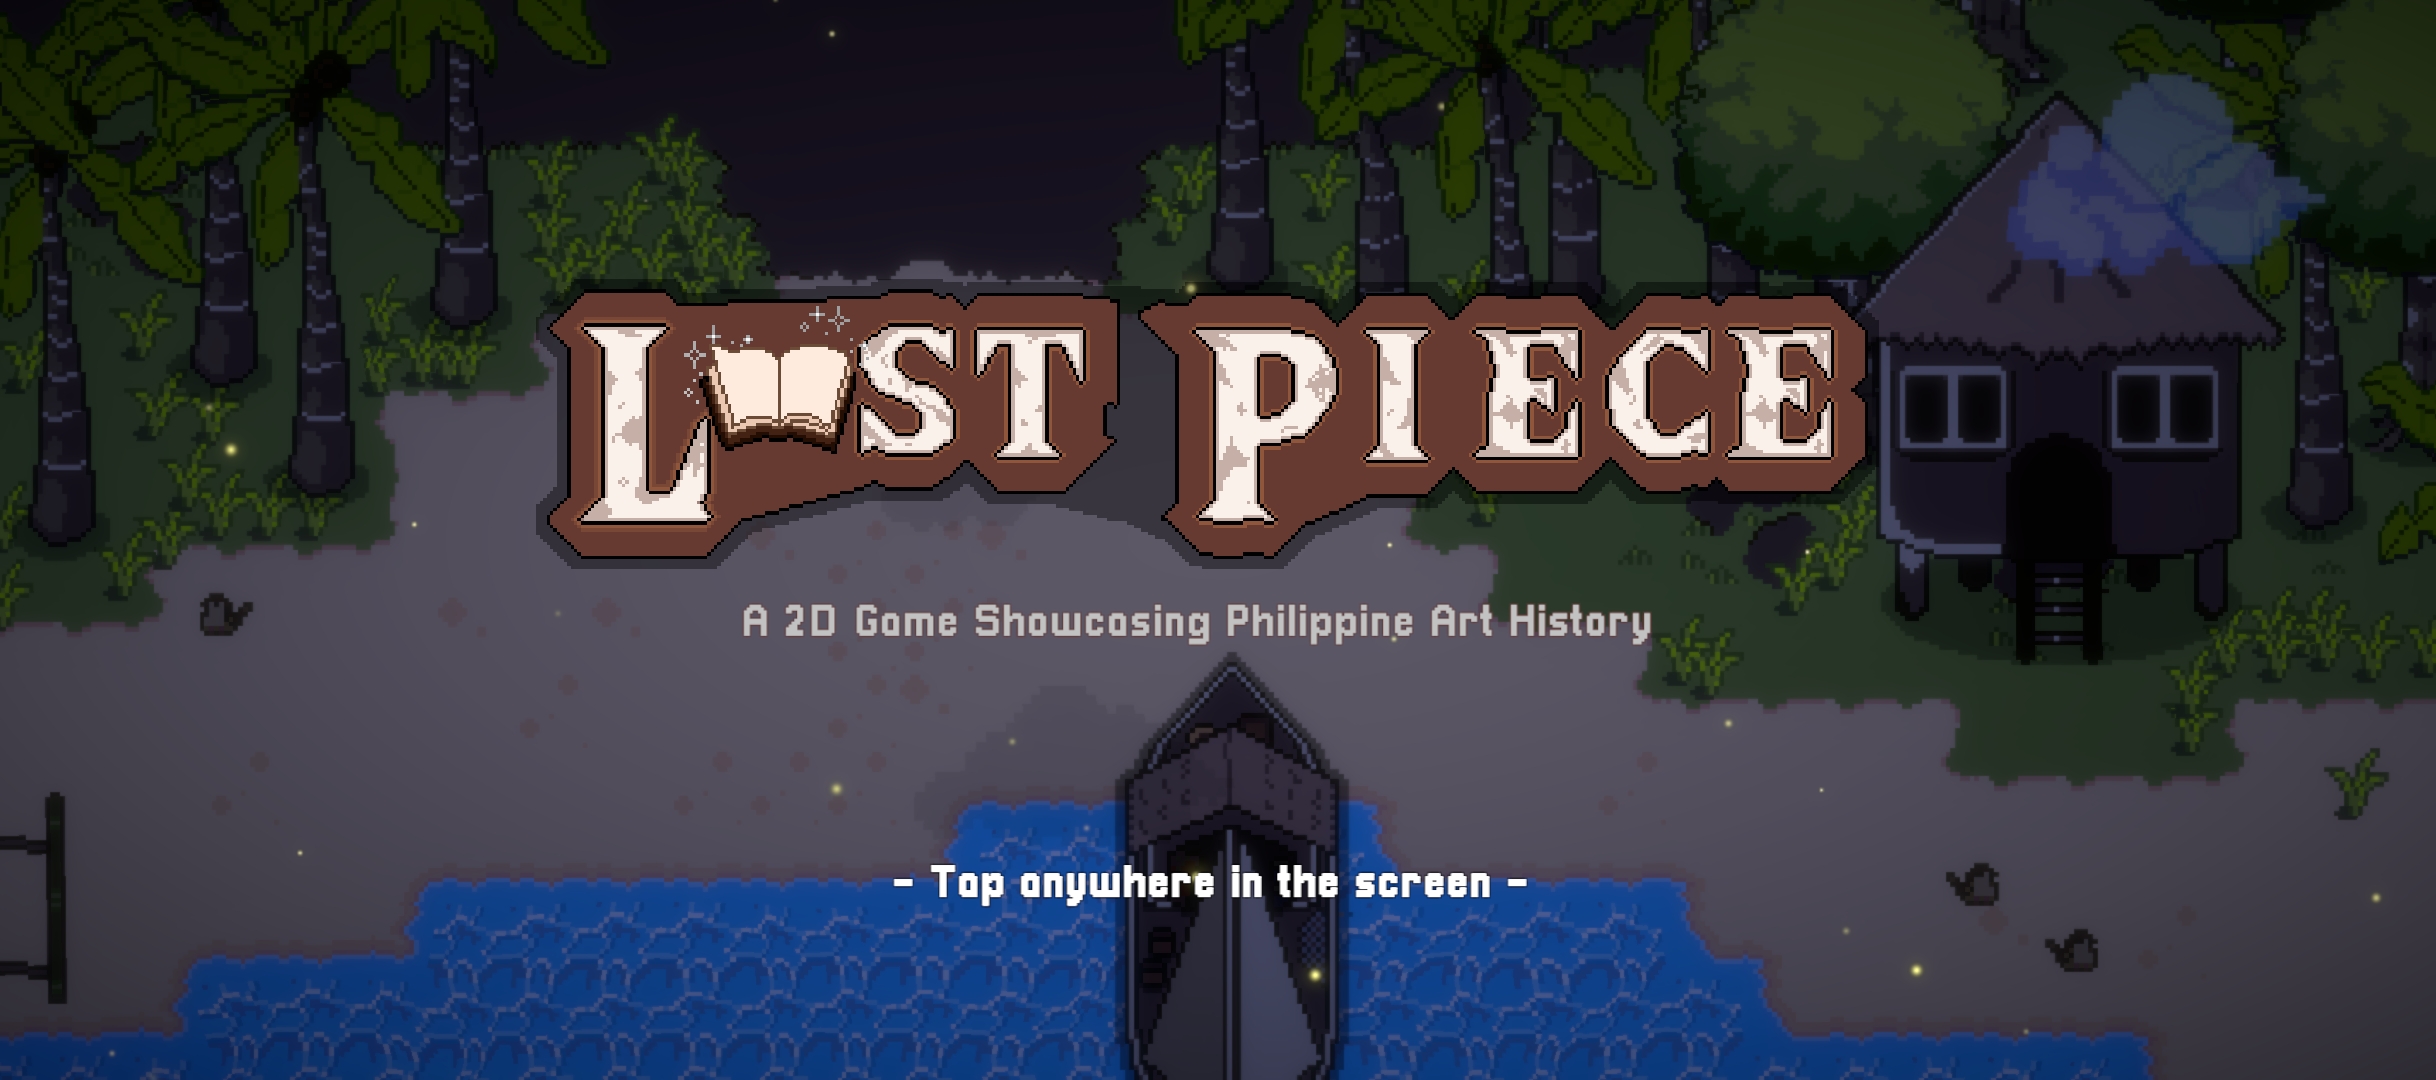 LOST PIECE
A 2D Game Showcasing Philippine Art History
- Tap anywhere in the screen -